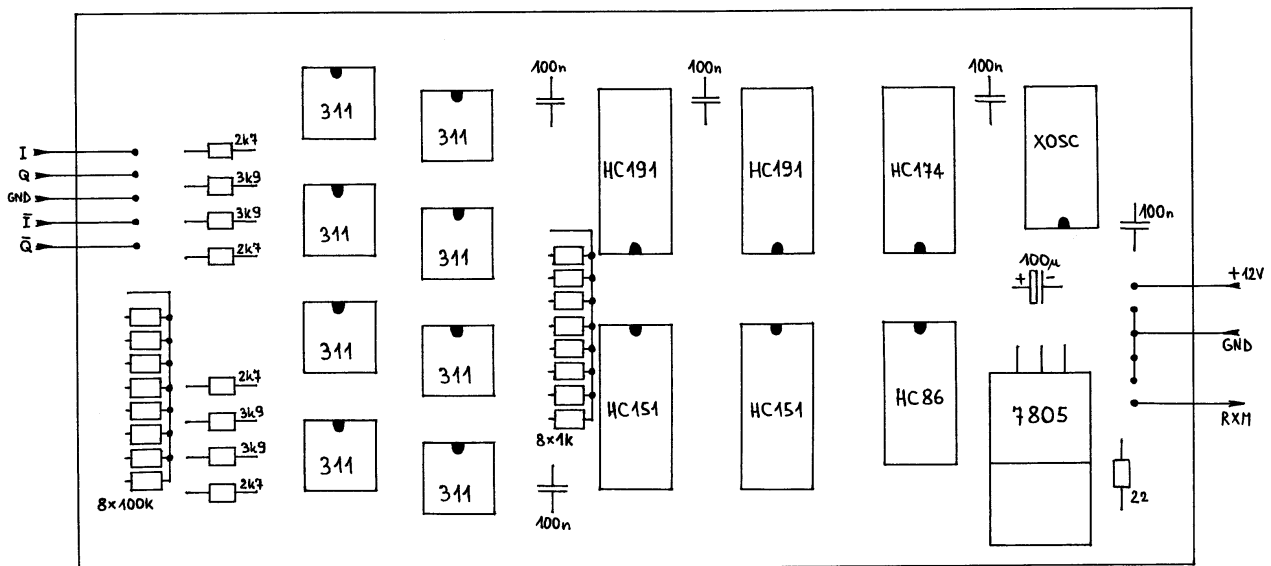 100n
100n
100n
311
311
HC191
HC191
HC174
XOSC
I
Q
GND
Ī
Q̄
2k7
3k9
3k9
2k7
311
311
100n
100µ
+ -
+12V
GND
RXM
311
311
HC151
HC151
HC86
7805
2k7
3k9
3k9
2k7
8×100k
311
311
8×1k
100n
22